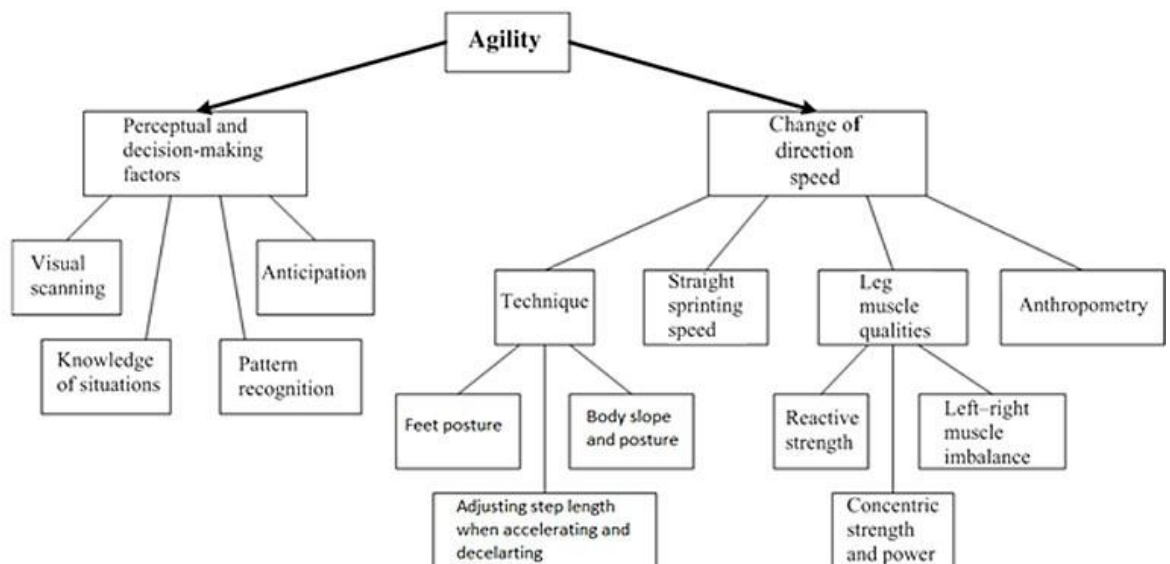 Agility
Perceptual and
decision-making
factors
Change of
direction
speed
Visual
scanning
Anticipation
Knowledge
of situations
Pattern
recognition
Technique
Straight
sprinting
speed
Leg
muscle
qualities
Anthropometry
Feet posture
Body slope
and posture
Adjusting step length
when accelerating and
decelarting
Reactive
strength
Left–right
muscle
imbalance
Concentric
strength
and power